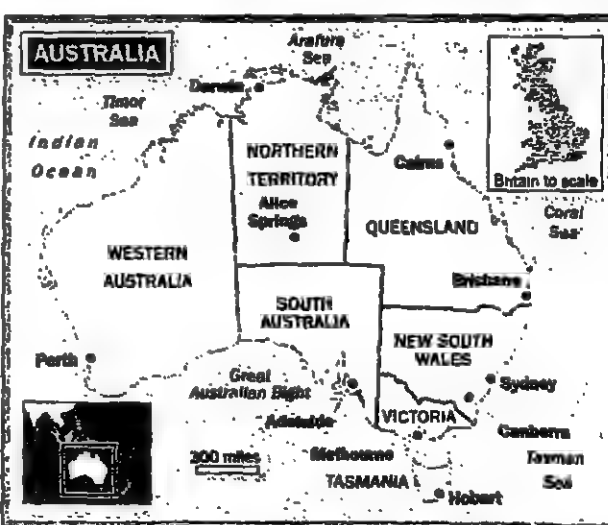 AUSTRALIA
Arafura
Sea
Darwin
Timor
Sea
Indian
Ocean
NORTHERN
TERRITORY
Cairns
Britain to scale
Alice
Springs
QUEENSLAND
Coral
Sea
WESTERN
AUSTRALIA
Brisbane
SOUTH
AUSTRALIA
NEW SOUTH
WALES
Perth
Great
Australian Bight
Sydney
Adelaide
VICTORIA
Canberra
300 miles
Melbourne
Tasman
Sea
TASMANIA
Hobart